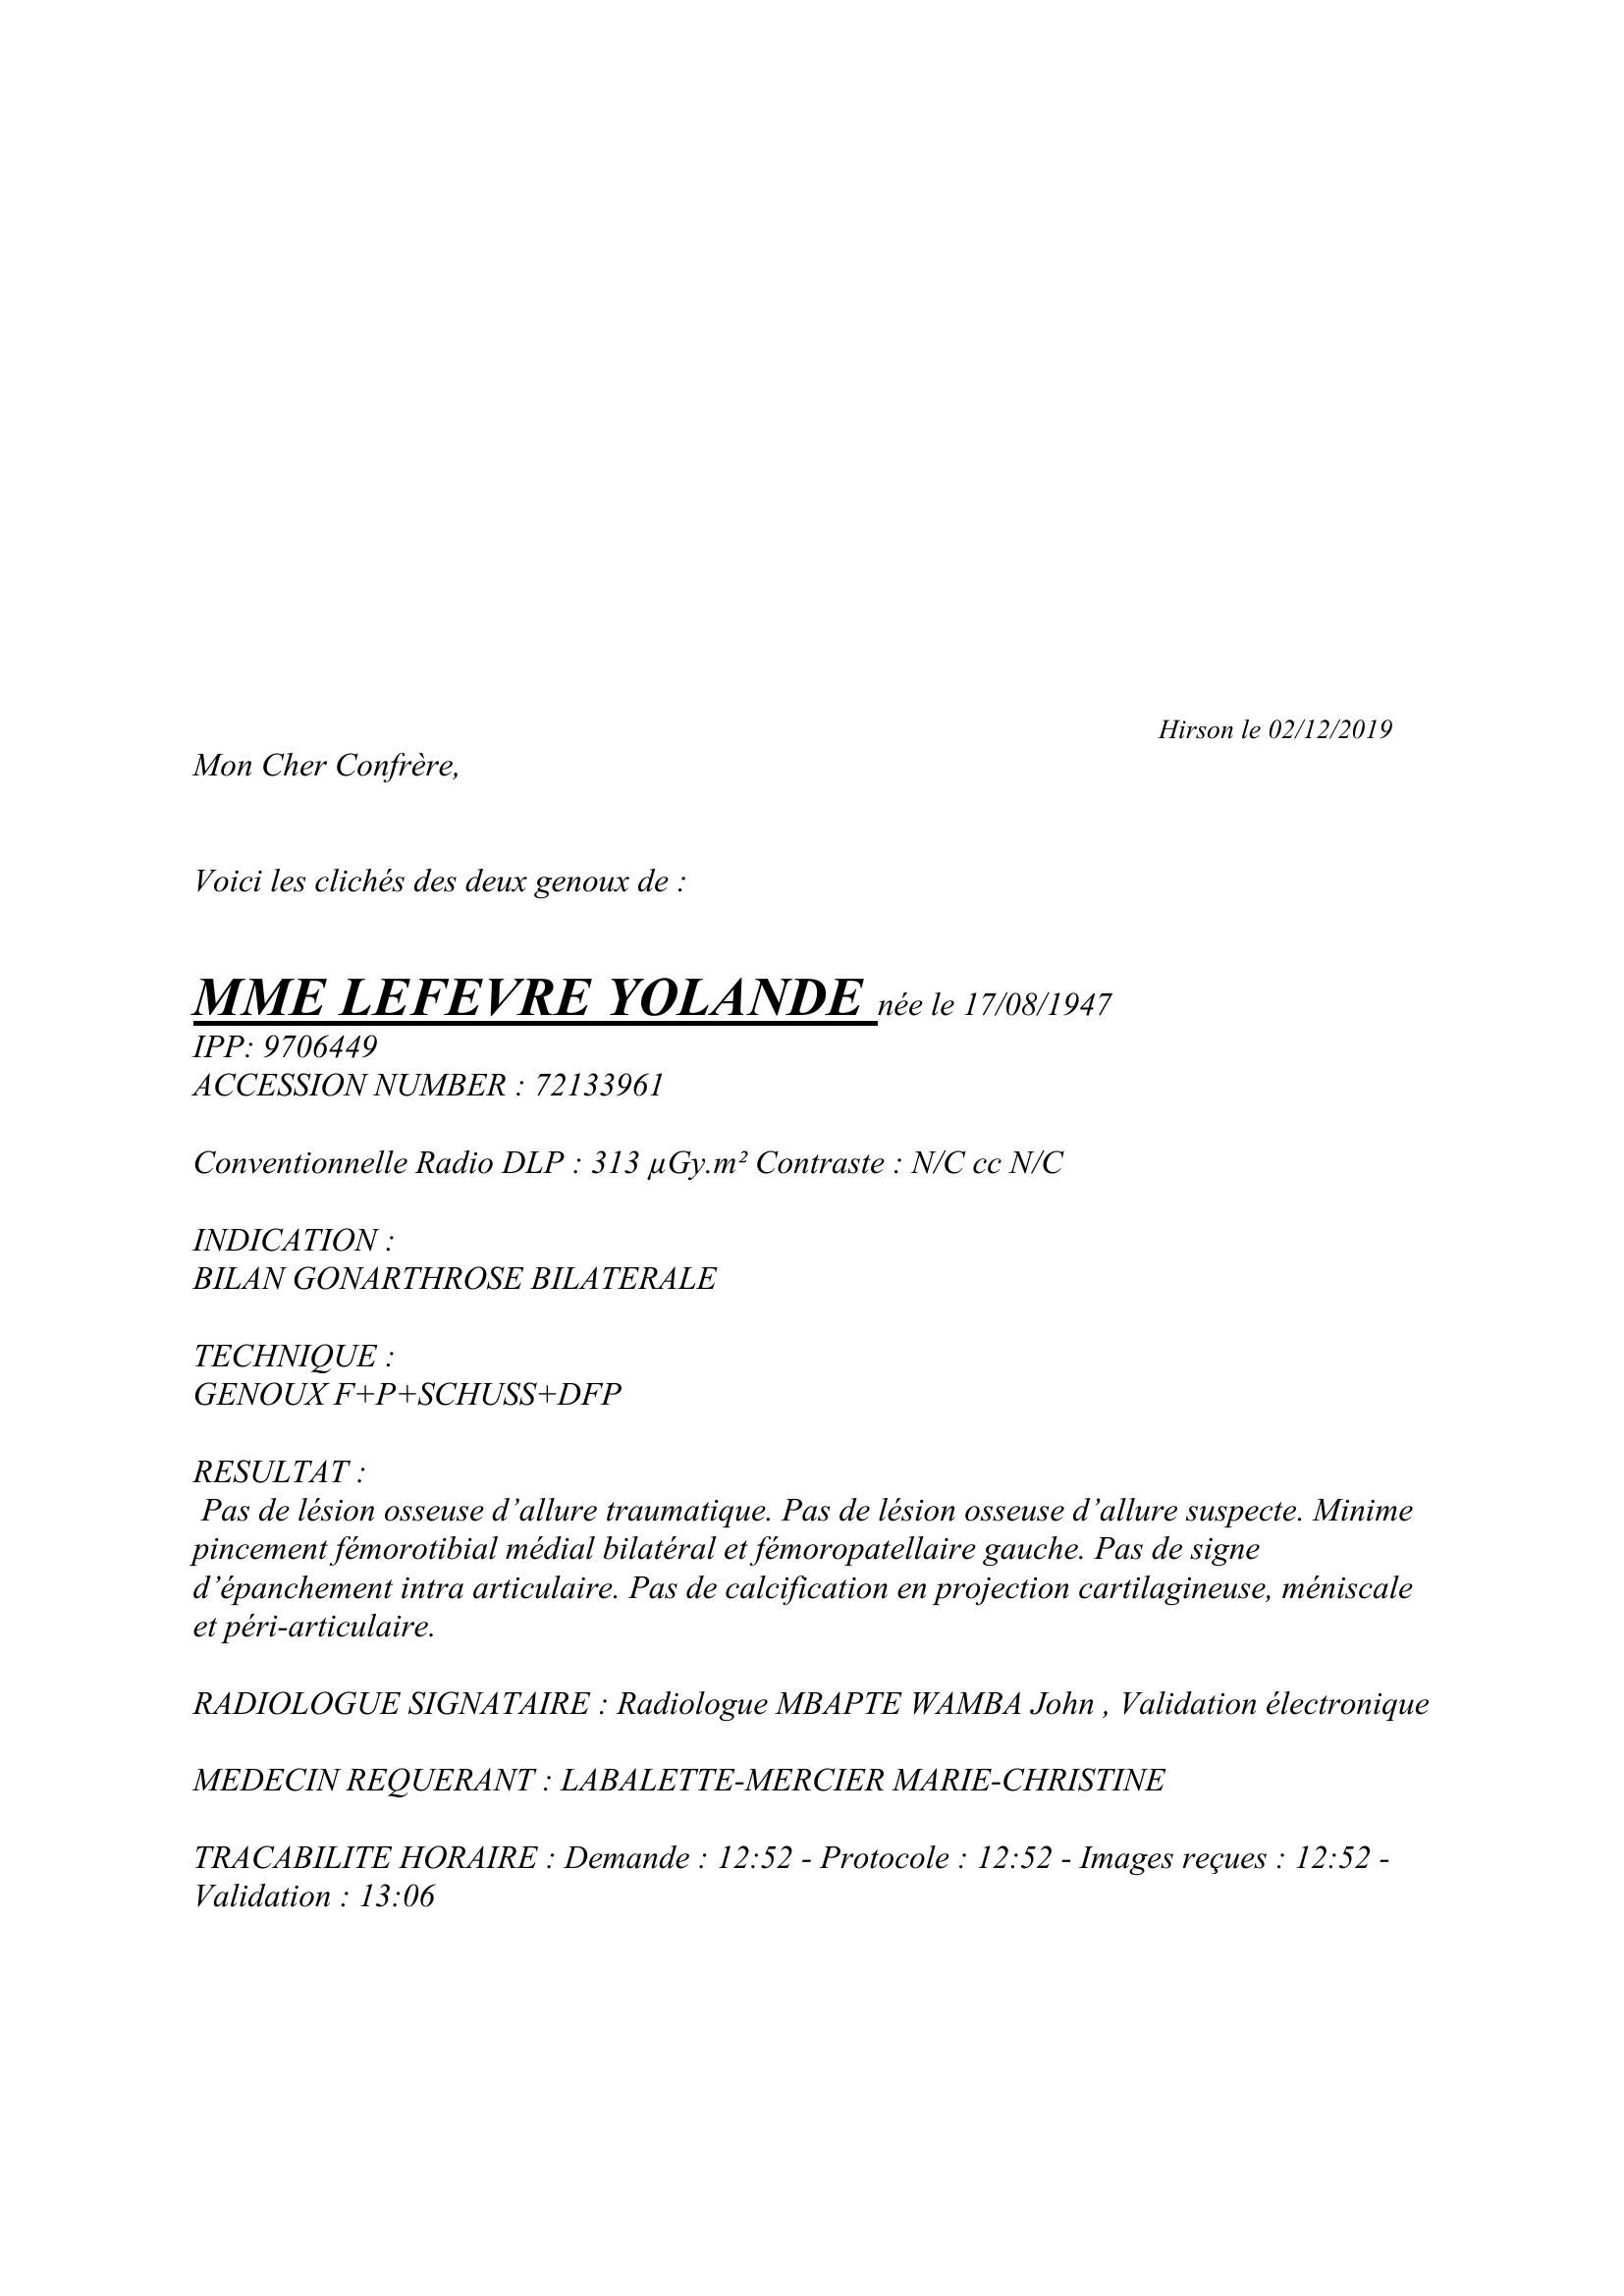 Hirson le 02/12/2019
Mon Cher Confrère,
Voici les clichés des deux genoux de :
MME LEFEVRE YOLANDE née le 17/08/1947
IPP: 9706449
ACCESSION NUMBER : 72133961
Conventionnelle Radio DLP : 313 µGy.m² Contraste : N/C cc N/C
INDICATION :
BILAN GONARTHROSE BILATERALE
TECHNIQUE :
GENOUX F+P+SCHUSS+DFP
RESULTAT :
Pas de lésion osseuse d’allure traumatique. Pas de lésion osseuse d’allure suspecte. Minime
pincement fémorotibial médial bilatéral et fémoropatellaire gauche. Pas de signe
d’épanchement intra articulaire. Pas de calcification en projection cartilagineuse, méniscale
et péri-articulaire.
RADIOLOGUE SIGNATAIRE : Radiologue MBAPTE WAMBA John , Validation électronique
MEDECIN REQUERANT : LABALETTE-MERCIER MARIE-CHRISTINE
TRACABILITE HORAIRE : Demande : 12:52 - Protocole : 12:52 - Images reçues : 12:52 -
Validation : 13:06